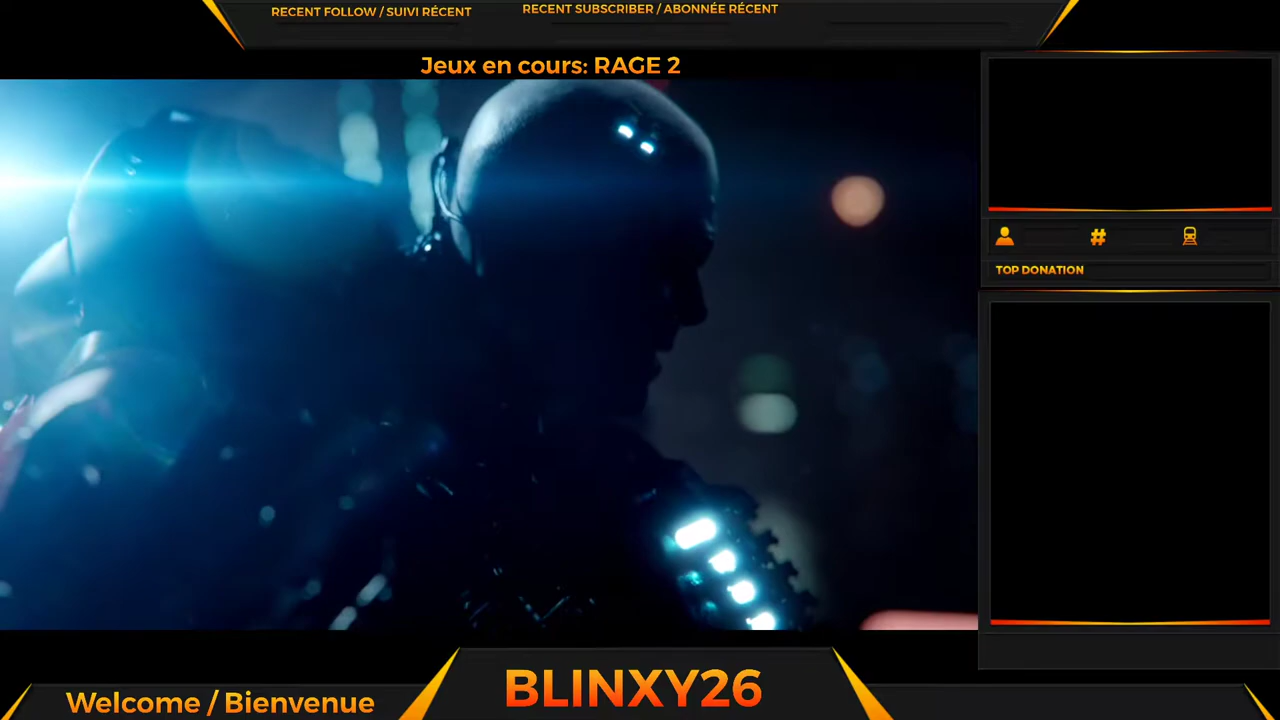 RECENT FOLLOW / SUIVI RÉCENT
RECENT SUBSCRIBER / ABONNÉE RÉCENT
Jeux en cours: RAGE 2
#
TOP DONATION
Welcome / Bienvenue
BLINXY26